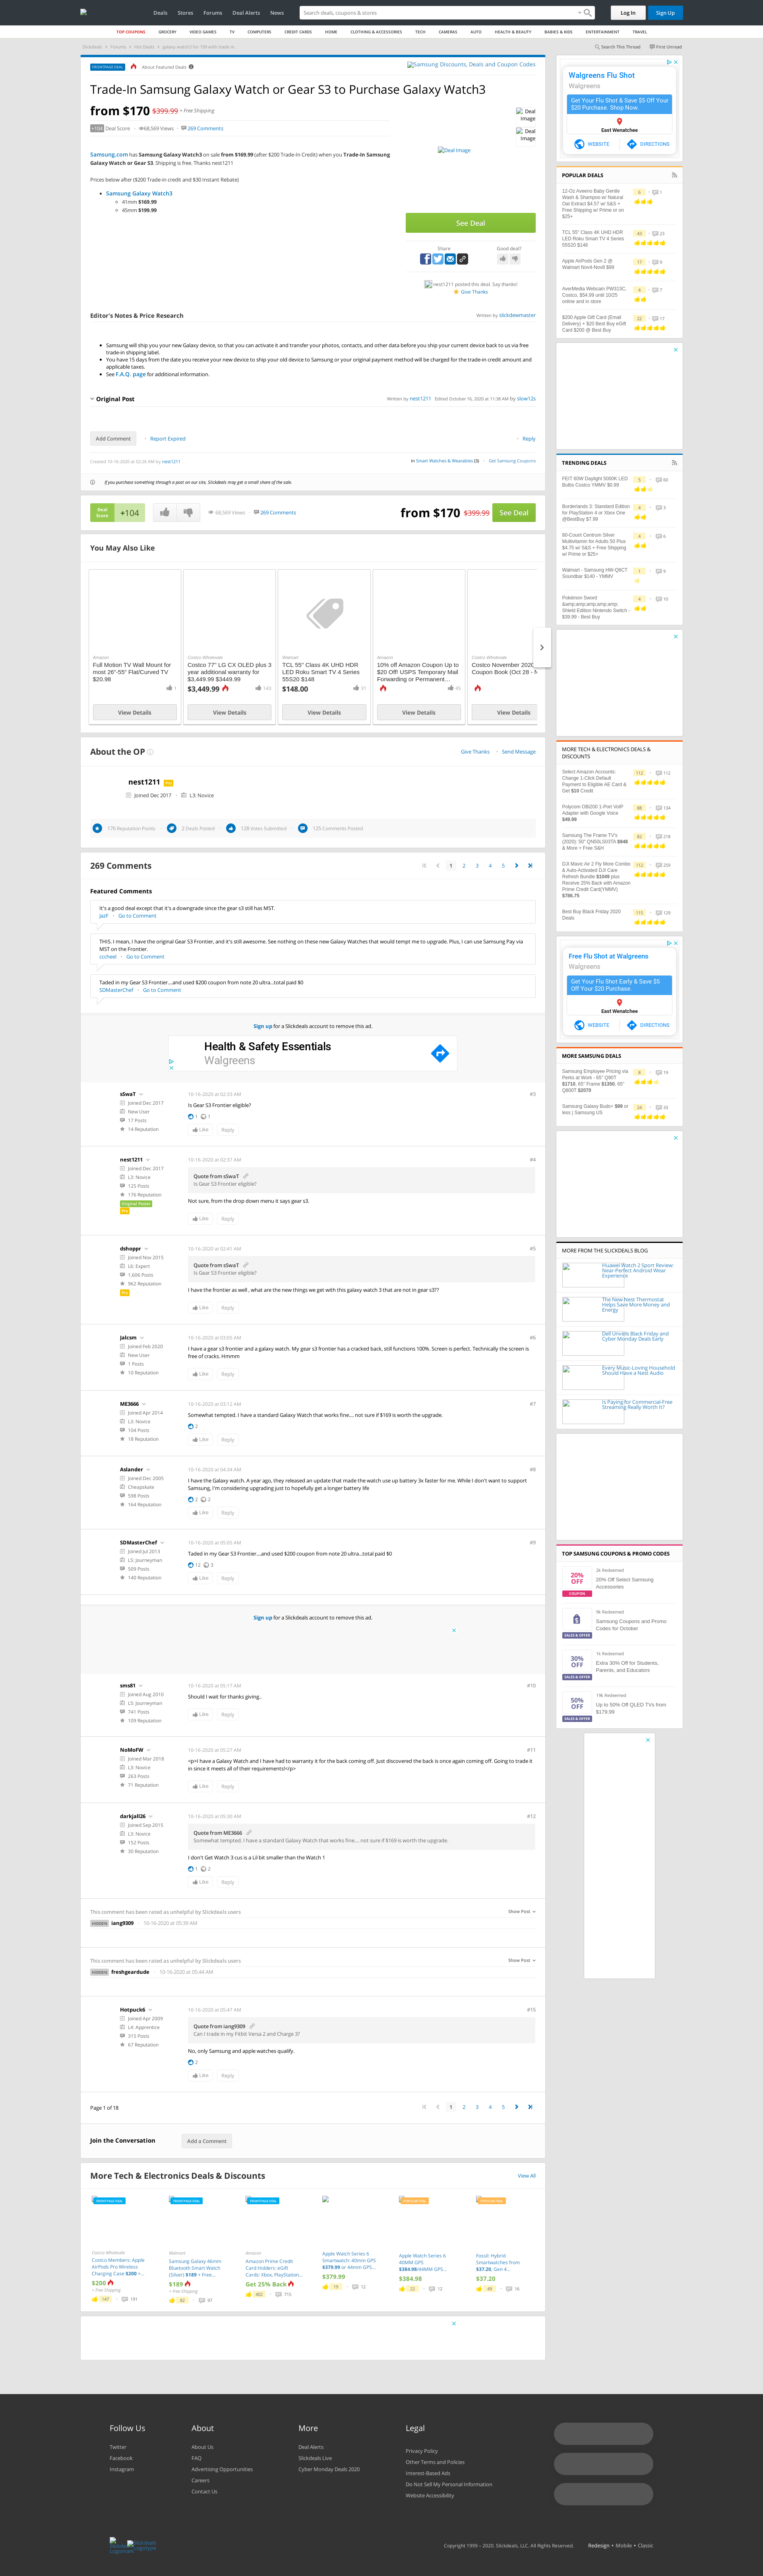 Deals Stores Forums Deal Alerts News
Search deals, coupons & stores
Log In
Sign Up
TOP COUPONS GROCERY VIDEO GAMES TV COMPUTERS CREDIT CARDS HOME CLOTHING & ACCESSORIES TECH CAMERAS AUTO HEALTH & BEAUTY BABIES & KIDS ENTERTAINMENT TRAVEL
Slickdeals Forums Hot Deals galaxy watch3 for 169 with trade in
Search This Thread First Unread
FRONTPAGE DEAL About Featured Deals
Samsung Discounts, Deals and Coupon Codes
Trade-In Samsung Galaxy Watch or Gear S3 to Purchase Galaxy Watch3
from $170 $399.99 + Free Shipping
+104 Deal Score 68,569 Views 269 Comments
Deal Image
Deal Image
Deal Image
Samsung.com has Samsung Galaxy Watch3 on sale from $169.99 (after $200 Trade-In Credit) when you Trade-In Samsung
Galaxy Watch or Gear S3. Shipping is free. Thanks nest1211
Prices below after ($200 Trade-in credit and $30 Instant Rebate)
Samsung Galaxy Watch3
41mm $169.99
45mm $199.99
See Deal
Share Good deal?
nest1211 posted this deal. Say thanks!
Give Thanks
Editor's Notes & Price Research
Written by slickdewmaster
Samsung will ship you your new Galaxy device, so that you can activate it and transfer photos, contacts, and other data before you ship your current device back to us via free
trade-in shipping label.
You have 15 days from the date you receive your new device to ship your old device to Samsung or your original payment method will be charged for the trade-in credit amount and
applicable taxes.
See F.A.Q. page for additional information.
Original Post
Written by nest1211 Edited October 16, 2020 at 11:38 AM by slow12s
Add Comment Report Expired Reply
Created 10-16-2020 at 02:26 AM by nest1211
in Smart Watches & Wearables (3) Get Samsung Coupons
If you purchase something through a post on our site, Slickdeals may get a small share of the sale.
Deal Score +104 68,569 Views 269 Comments from $170 $399.99 See Deal
You May Also Like
Amazon
Full Motion TV Wall Mount for most 26"-55" Flat/Curved TV $20.98
1
View Details
Costco Wholesale
Costco 77" LG CX OLED plus 3 year additional warranty for $3,449.99 $3449.99
$3,449.99 143
View Details
Walmart
TCL 55" Class 4K UHD HDR LED Roku Smart TV 4 Series 55S20 $148
$148.00 31
View Details
Amazon
10% off Amazon Coupon Up to $20 Off! USPS Temporary Mail Forwarding or Permanent...
45
View Details
Costco Wholesale
Costco November 2020 Coupon Book (Oct 28 - N
View Details
About the OP
Give Thanks Send Message
nest1211 Pro
Joined Dec 2017 L3: Novice
176 Reputation Points 2 Deals Posted 128 Votes Submitted 125 Comments Posted
269 Comments
1 2 3 4 5
Featured Comments
It's a good deal except that it's a downgrade since the gear s3 still has MST.
JazF Go to Comment
THIS. I mean, I have the original Gear S3 Frontier, and it's still awesome. See nothing on these new Galaxy Watches that would tempt me to upgrade. Plus, I can use Samsung Pay via
MST on the Frontier.
cccheel Go to Comment
Taded in my Gear S3 Frontier....and used $200 coupon from note 20 ultra...total paid $0
SDMasterChef Go to Comment
Sign up for a Slickdeals account to remove this ad.
Health & Safety Essentials
Walgreens
sSwaT
Joined Dec 2017
New User
17 Posts
14 Reputation
10-16-2020 at 02:33 AM #3
Is Gear S3 Frontier eligible?
1 1
Like Reply
nest1211
Joined Dec 2017
L3: Novice
125 Posts
176 Reputation
Original Poster
Pro
10-16-2020 at 02:37 AM #4
Quote from sSwaT
Is Gear S3 Frontier eligible?
Not sure, from the drop down menu it says gear s3.
Like Reply
dshoppr
Joined Nov 2015
L6: Expert
1,606 Posts
962 Reputation
Pro
10-16-2020 at 02:41 AM #5
Quote from sSwaT
Is Gear S3 Frontier eligible?
I have the frontier as well , what are the new things we get with this galaxy watch 3 that are not in gear s3??
Like Reply
Jalcsm
Joined Feb 2020
New User
1 Posts
10 Reputation
10-16-2020 at 03:05 AM #6
I have a gear s3 frontier and a galaxy watch. My gear s3 frontier has a cracked back, still functions 100%. Screen is perfect. Technically the screen is
free of cracks. Hmmm
Like Reply
ME3666
Joined Apr 2014
L3: Novice
104 Posts
18 Reputation
10-16-2020 at 03:12 AM #7
Somewhat tempted. I have a standard Galaxy Watch that works fine.... not sure if $169 is worth the upgrade.
2
Like Reply
Aslander
Joined Dec 2005
Cheapskate
598 Posts
164 Reputation
10-16-2020 at 04:34 AM #8
I have the Galaxy watch. A year ago, they released an update that made the watch use up battery 3x faster for me. While I don't want to support
Samsung, I'm considering upgrading just to hopefully get a longer battery life
2 2
Like Reply
SDMasterChef
Joined Jul 2013
L5: Journeyman
509 Posts
140 Reputation
10-16-2020 at 05:05 AM #9
Taded in my Gear S3 Frontier....and used $200 coupon from note 20 ultra...total paid $0
12 3
Like Reply
Sign up for a Slickdeals account to remove this ad.
sms81
Joined Aug 2010
L5: Journeyman
741 Posts
109 Reputation
10-16-2020 at 05:17 AM #10
Should I wait for thanks giving..
Like Reply
NoMoFW
Joined Mar 2018
L3: Novice
263 Posts
71 Reputation
10-16-2020 at 05:27 AM #11
<p>I have a Galaxy Watch and I have had to warranty it for the back coming off. Just discovered the back is once again coming off. Going to trade it
in since it meets all of their requirements!</p>
Like Reply
darkjall26
Joined Sep 2015
L3: Novice
152 Posts
30 Reputation
10-16-2020 at 05:30 AM #12
Quote from ME3666
Somewhat tempted. I have a standard Galaxy Watch that works fine.... not sure if $169 is worth the upgrade.
I don't Get Watch 3 cus is a Lil bit smaller than the Watch 1
1 2
Like Reply
This comment has been rated as unhelpful by Slickdeals users Show Post
HIDDEN iang9309 10-16-2020 at 05:39 AM
This comment has been rated as unhelpful by Slickdeals users Show Post
HIDDEN freshgeardude 10-16-2020 at 05:44 AM
Hotpuck6
Joined Apr 2009
L4: Apprentice
315 Posts
67 Reputation
10-16-2020 at 05:47 AM #15
Quote from iang9309
Can I trade in my Fitbit Versa 2 and Charge 3?
No, only Samsung and apple watches qualify.
2
Like Reply
Page 1 of 18
1 2 3 4 5
Join the Conversation Add a Comment
More Tech & Electronics Deals & Discounts View All
FRONTPAGE DEAL
Costco Wholesale
Costco Members: Apple AirPods Pro Wireless Charging Case $200 +...
$200
+ Free Shipping
147 191
FRONTPAGE DEAL
Walmart
Samsung Galaxy 46mm Bluetooth Smart Watch (Silver) $189 + Free...
$189
+ Free Shipping
82 97
FRONTPAGE DEAL
Amazon
Amazon Prime Credit Card Holders: eGift Cards: Xbox, PlayStation...
Get 25% Back
402 715
Apple Watch Series 6 Smartwatch: 40mm GPS $379.99 or 44mm GPS...
$379.99
19 12
Apple Watch Series 6 40MM GPS $384.98/44MM GPS...
$384.98
22 12
Fossil: Hybrid Smartwatches from $37.20, Gen 4...
$37.20
49 16
Walgreens Flu Shot
Walgreens
Get Your Flu Shot & Save $5 Off Your $20 Purchase. Shop Now.
East Wenatchee
WEBSITE DIRECTIONS
POPULAR DEALS
12-Oz Aveeno Baby Gentle Wash & Shampoo w/ Natural Oat Extract $4.57 w/ S&S + Free Shipping w/ Prime or on $25+
6 1
TCL 55" Class 4K UHD HDR LED Roku Smart TV 4 Series 55S20 $148
49 23
Apple AirPods Gen 2 @ Walmart Nov4-Nov8 $99
17 9
AverMedia Webcam PW313C, Costco, $54.99 until 10/25 online and in store
4 7
$200 Apple Gift Card (Email Delivery) + $20 Best Buy eGift Card $200 @ Best Buy
22 17
TRENDING DEALS
FEIT 60W Daylight 5000K LED Bulbs Costco YMMV $0.99
5 60
Borderlands 3: Standard Edition for PlayStation 4 or Xbox One @BestBuy $7.99
4 3
80-Count Centrum Silver Multivitamin for Adults 50 Plus $4.75 w/ S&S + Free Shipping w/ Prime or $25+
4 6
Walmart - Samsung HW-Q6CT Soundbar $140 - YMMV
1 9
Pokémon Sword &amp;amp;amp;amp;amp; Shield Edition Nintendo Switch - $39.99 - Best Buy
4 10
MORE TECH & ELECTRONICS DEALS & DISCOUNTS
Select Amazon Accounts: Change 1-Click Default Payment to Eligible AE Card & Get $10 Credit
112 112
Polycom OBi200 1-Port VoIP Adapter with Google Voice $49.99
88 134
Samsung The Frame TV's (2020): 50" QN50LS03TA $948 & More + Free S&H
82 218
DJI Mavic Air 2 Fly More Combo & Auto-Activated DJI Care Refresh Bundle $1049 plus Receive 25% Back with Amazon Prime Credit Card(YMMV) $786.75
112 259
Best Buy Black Friday 2020 Deals
115 129
Free Flu Shot at Walgreens
Walgreens
Get Your Flu Shot Early & Save $5 Off Your $20 Purchase.
East Wenatchee
WEBSITE DIRECTIONS
MORE SAMSUNG DEALS
Samsung Employee Pricing via Perks at Work - 65" Q90T $1710, 65" Frame $1350, 65" Q800T $2070
8 19
Samsung Galaxy Buds+ $99 or less | Samsung US
24 33
MORE FROM THE SLICKDEALS BLOG
Huawei Watch 2 Sport Review: Near-Perfect Android Wear Experience
The New Nest Thermostat Helps Save More Money and Energy
Dell Unveils Black Friday and Cyber Monday Deals Early
Every Music-Loving Household Should Have a Nest Audio
Is Paying for Commercial-Free Streaming Really Worth It?
TOP SAMSUNG COUPONS & PROMO CODES
20% OFF
COUPON
2k Redeemed
20% Off Select Samsung Accessories
SALES & OFFER
9k Redeemed
Samsung Coupons and Promo Codes for October
30% OFF
SALES & OFFER
1k Redeemed
Extra 30% Off for Students, Parents, and Educators
50% OFF
SALES & OFFER
19k Redeemed
Up to 50% Off QLED TVs from $179.99
Follow Us
Twitter
Facebook
Instagram
About
About Us
FAQ
Advertising Opportunities
Careers
Contact Us
More
Deal Alerts
Slickdeals Live
Cyber Monday Deals 2020
Legal
Privacy Policy
Other Terms and Policies
Interest-Based Ads
Do Not Sell My Personal Information
Website Accessibility
Copyright 1999 – 2020. Slickdeals, LLC. All Rights Reserved. Redesign • Mobile • Classic